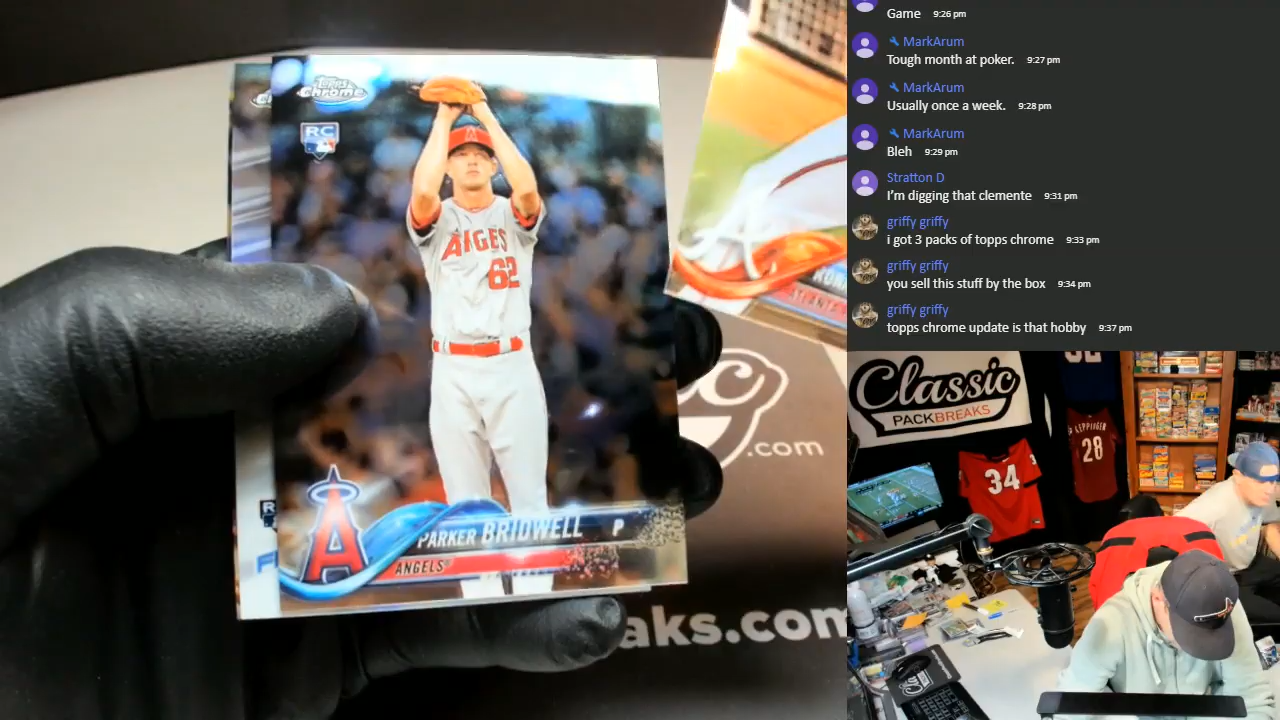 Topps
Chrome
RC
ANGELS
62
PARKER BRIDWELL P
ANGELS
ATLANTA
.com
aks.com
Game 9:26 pm
MarkArum
Tough month at poker. 9:27 pm
MarkArum
Usually once a week. 9:28 pm
MarkArum
Bleh 9:29 pm
Stratton D
I'm digging that clemente 9:31 pm
griffy griffy
i got 3 packs of topps chrome 9:33 pm
griffy griffy
you sell this stuff by the box 9:34 pm
griffy griffy
topps chrome update is that hobby 9:37 pm
Classic
PACK BREAKS
34
LEPPINGER
28